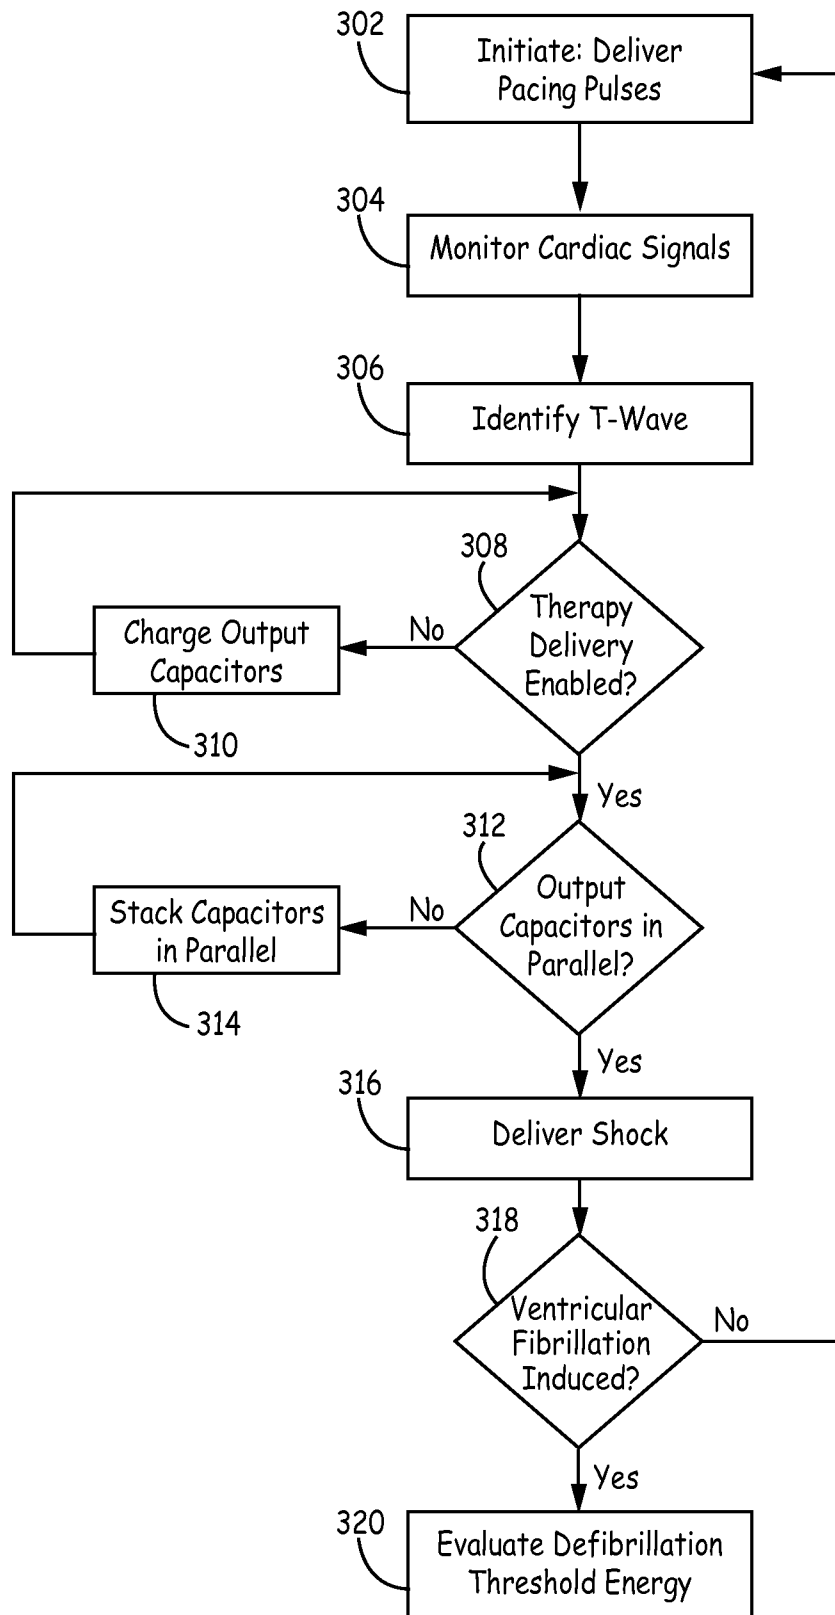 302
Initiate: Deliver
Pacing Pulses
304
Monitor Cardiac Signals
306
Identify T-Wave
308
Therapy
Delivery
Enabled?
No
Charge Output
Capacitors
310
Yes
312
Output
Capacitors in
Parallel?
No
Stack Capacitors
in Parallel
314
Yes
316
Deliver Shock
318
Ventricular
Fibrillation
Induced?
No
Yes
320
Evaluate Defibrillation
Threshold Energy